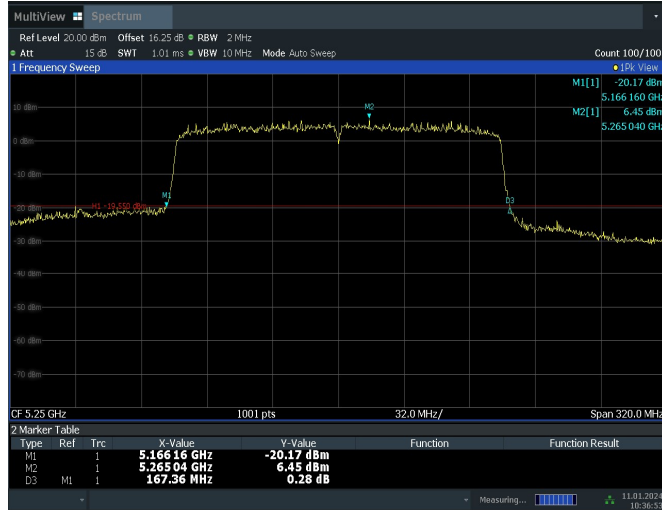 MultiView Spectrum
Ref Level 20.00 dBm Offset 16.25 dB RBW 2 MHz
Att 15 dB SWT 1.01 ms VBW 10 MHz Mode Auto Sweep Count 100/100
1 Frequency Sweep 1Pk View
M1[1] -20.17 dBm
5.166 160 GHz
M2[1] 6.45 dBm
5.265 040 GHz
10 dBm
M2
0 dBm
-10 dBm
M1
-20 dBm
H1 -19.550 dBm
D3
-30 dBm
-40 dBm
-50 dBm
-60 dBm
-70 dBm
CF 5.25 GHz 1001 pts 32.0 MHz/ Span 320.0 MHz
2 Marker Table
Type Ref Trc X-Value Y-Value Function Function Result
M1 1 5.166 16 GHz -20.17 dBm
M2 1 5.265 04 GHz 6.45 dBm
D3 M1 1 167.36 MHz 0.28 dB
Measuring... 11.01.2024
10:36:53